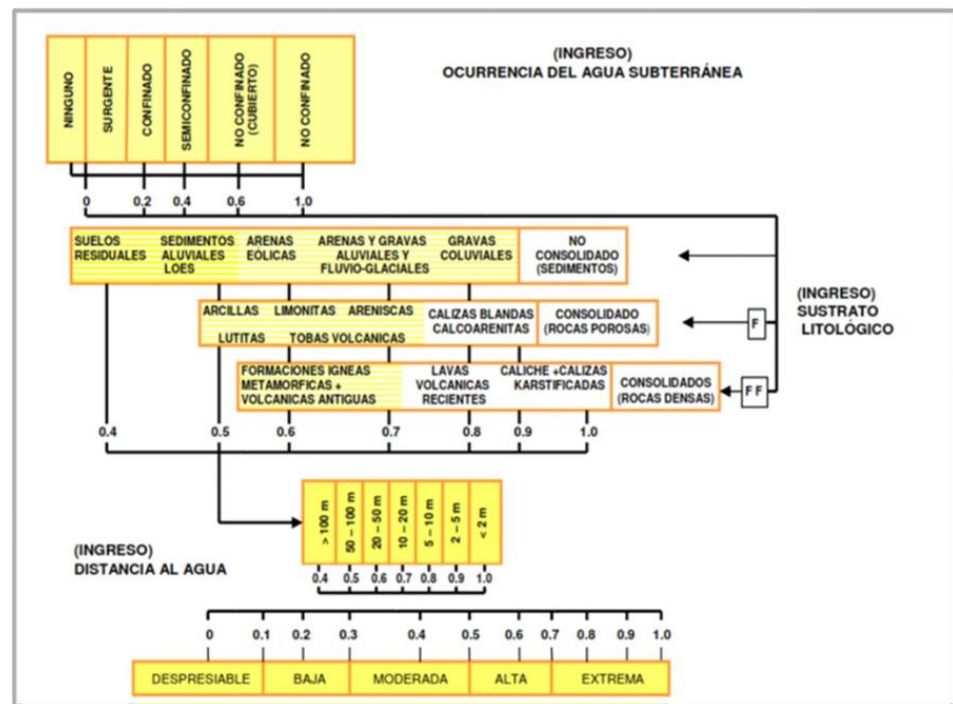 (INGRESO)
OCURRENCIA DEL AGUA SUBTERRÁNEA
NINGUNO
SURGENTE
CONFINADO
SEMICONFINADO
NO CONFINADO
(CUBIERTO)
NO CONFINADO
0 0.2 0.4 0.6 1.0
SUELOS
RESIDUALES
SEDIMENTOS
ALUVIALES
LOES
ARENAS
EÓLICAS
ARENAS Y GRAVAS
ALUVIALES Y
FLUVIO-GLACIALES
GRAVAS
COLUVIALES
NO
CONSOLIDADO
(SEDIMENTOS)
(INGRESO)
SUSTRATO
LITOLÓGICO
ARCILLAS LIMONITAS ARENISCAS
LUTITAS TOBAS VOLCANICAS
CALIZAS BLANDAS
CALCOARENITAS
CONSOLIDADO
(ROCAS POROSAS)
F
FORMACIONES IGNEAS
METAMORFICAS +
VOLCANICAS ANTIGUAS
LAVAS
VOLCANICAS
RECIENTES
CALICHE +CALIZAS
KARSTIFICADAS
CONSOLIDADOS
(ROCAS DENSAS)
F F
0.4 0.5 0.6 0.7 0.8 0.9 1.0
(INGRESO)
DISTANCIA AL AGUA
> 100 m
50 – 100 m
20 – 50 m
10 – 20 m
5 – 10 m
2 – 5 m
< 2 m
0.4 0.5 0.6 0.7 0.8 0.9 1.0
0 0.1 0.2 0.3 0.4 0.5 0.6 0.7 0.8 0.9 1.0
DESPRESIABLE BAJA MODERADA ALTA EXTREMA